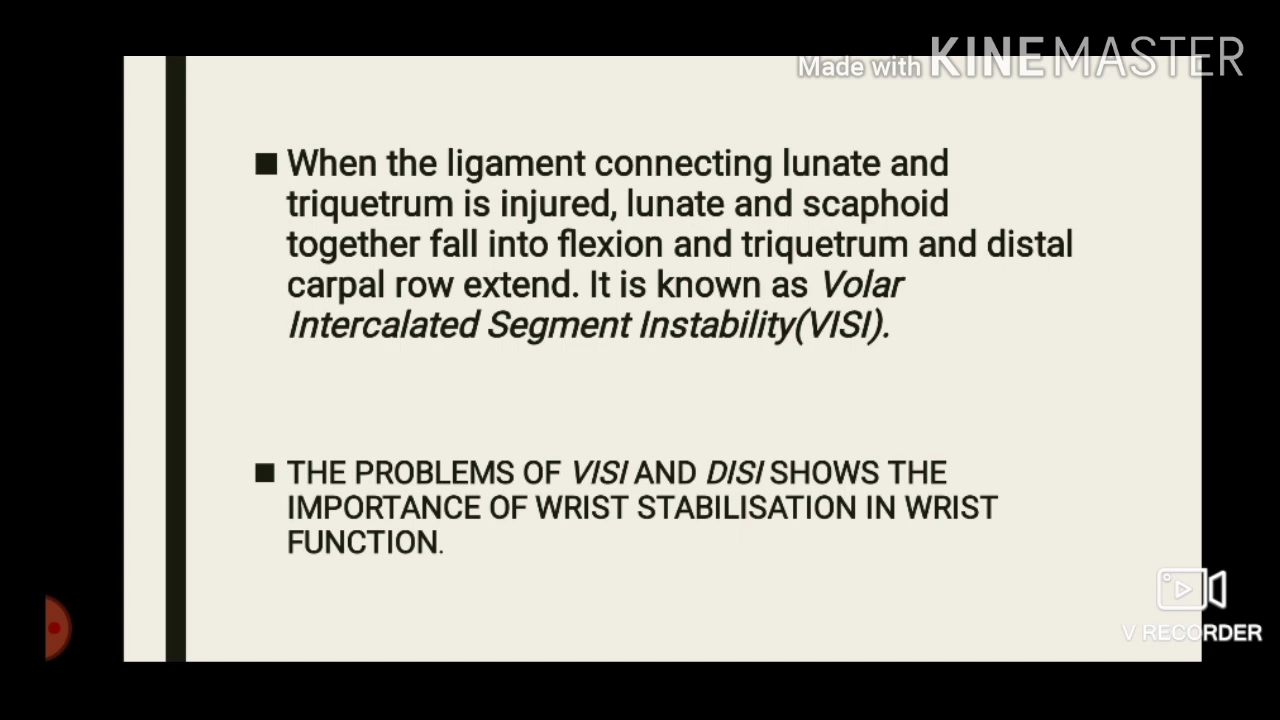 Made with KINEMASTER
■ When the ligament connecting lunate and
triquetrum is injured, lunate and scaphoid
together fall into flexion and triquetrum and distal
carpal row extend. It is known as Volar
Intercalated Segment Instability(VISI).
■ THE PROBLEMS OF VISI AND DISI SHOWS THE
IMPORTANCE OF WRIST STABILISATION IN WRIST
FUNCTION.
V RECORDER